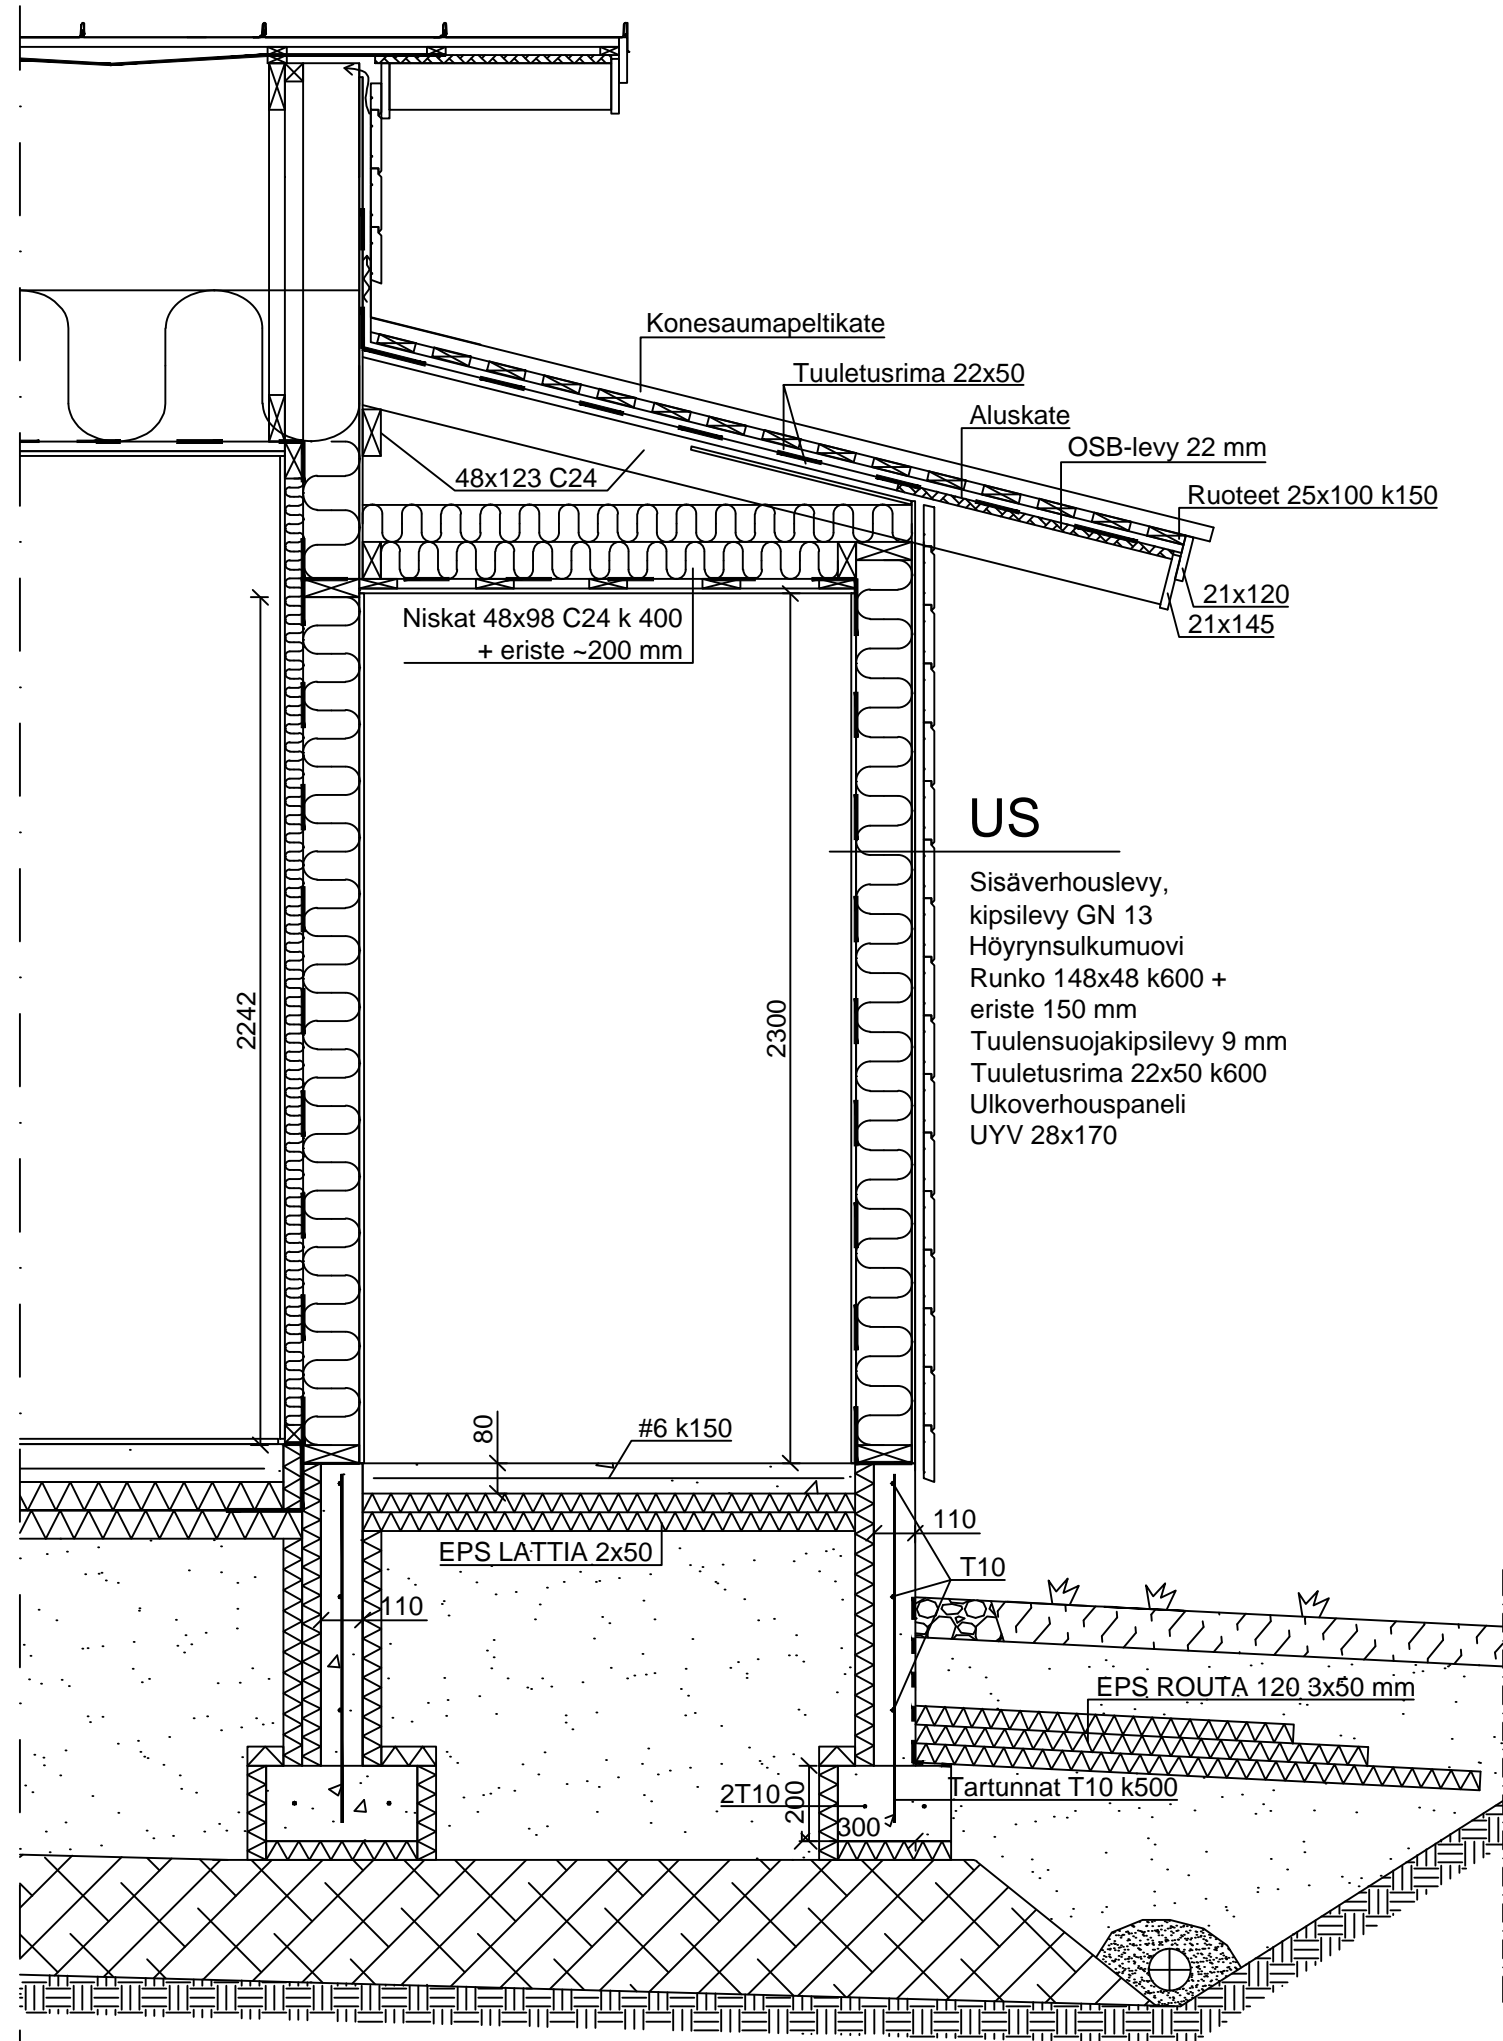 Konesaumapeltikate
Tuuletusrima 22x50
Aluskate
OSB-levy 22 mm
48x123 C24
Ruoteet 25x100 k150
21x120
21x145
Niskat 48x98 C24 k 400
+ eriste ~200 mm
US
Sisäverhouslevy,
kipsilevy GN 13
Höyrynsulkumuovi
Runko 148x48 k600 +
eriste 150 mm
Tuulensuojakipsilevy 9 mm
Tuuletusrima 22x50 k600
Ulkoverhouspaneli
UYV 28x170
2242
2300
80
#6 k150
110
EPS LATTIA 2x50
T10
110
EPS ROUTA 120 3x50 mm
2T10
200
300
Tartunnat T10 k500